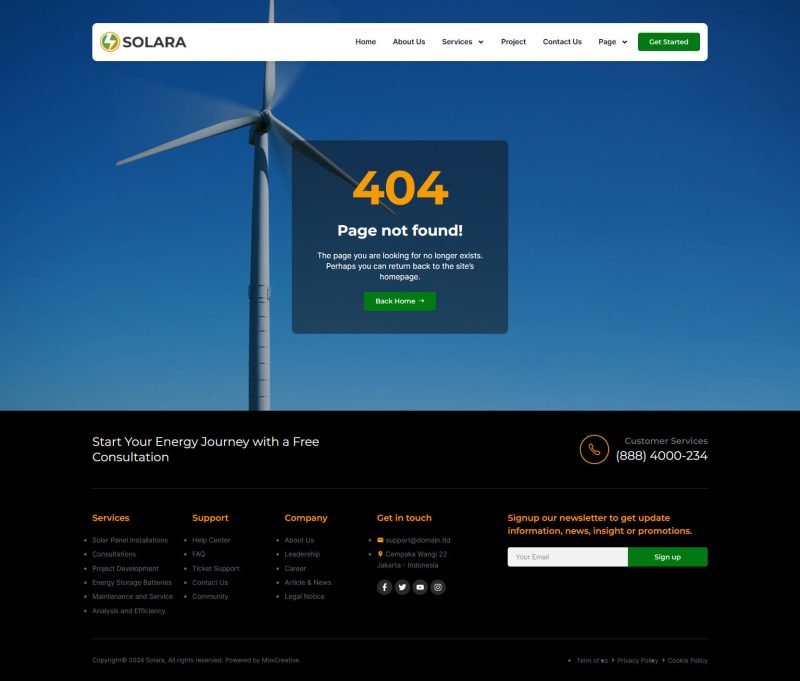 SOLARA
Home About Us Services Project Contact Us Page Get Started
404
Page not found!
The page you are looking for no longer exists.
Perhaps you can return back to the site's
homepage.
Back Home →
Start Your Energy Journey with a Free
Consultation
Customer Services
(888) 4000-234
Services
Solar Panel Installations
Consultations
Project Development
Energy Storage Batteries
Maintenance and Service
Analysis and Efficiency
Support
Help Center
FAQ
Ticket Support
Contact Us
Community
Company
About Us
Leadership
Career
Article & News
Legal Notice
Get in touch
support@domain.tld
Cempaka Wangi 22
Jakarta - Indonesia
Signup our newsletter to get update
information, news, insight or promotions.
Your Email Sign up
Copyright© 2024 Solara, All rights reserved. Powered by MoxCreative.
Term of us Privacy Policy Cookie Policy